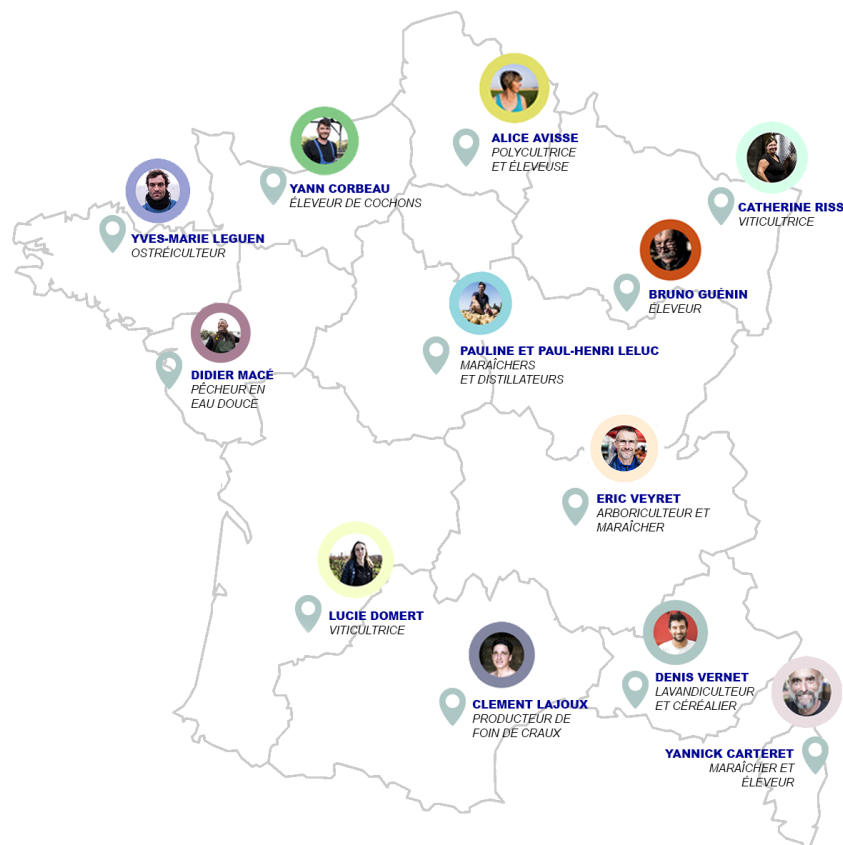 ALICE AVISSE
POLYCULTRICE
ET ÉLEVEUSE
YANN CORBEAU
ÉLEVEUR DE COCHONS
CATHERINE RISS
VITICULTRICE
YVES-MARIE LEGUEN
OSTRÉICULTEUR
BRUNO GUÉNIN
ÉLEVEUR
PAULINE ET PAUL-HENRI LELUC
MARAÎCHERS
ET DISTILLATEURS
DIDIER MACÉ
PÊCHEUR EN
EAU DOUCE
ERIC VEYRET
ARBORICULTEUR ET
MARAÎCHER
LUCIE DOMERT
VITICULTRICE
DENIS VERNET
LAVANDICULTEUR
ET CÉRÉALIER
CLEMENT LAJOUX
PRODUCTEUR DE
FOIN DE CRAUX
YANNICK CARTERET
MARAÎCHER ET
ÉLEVEUR